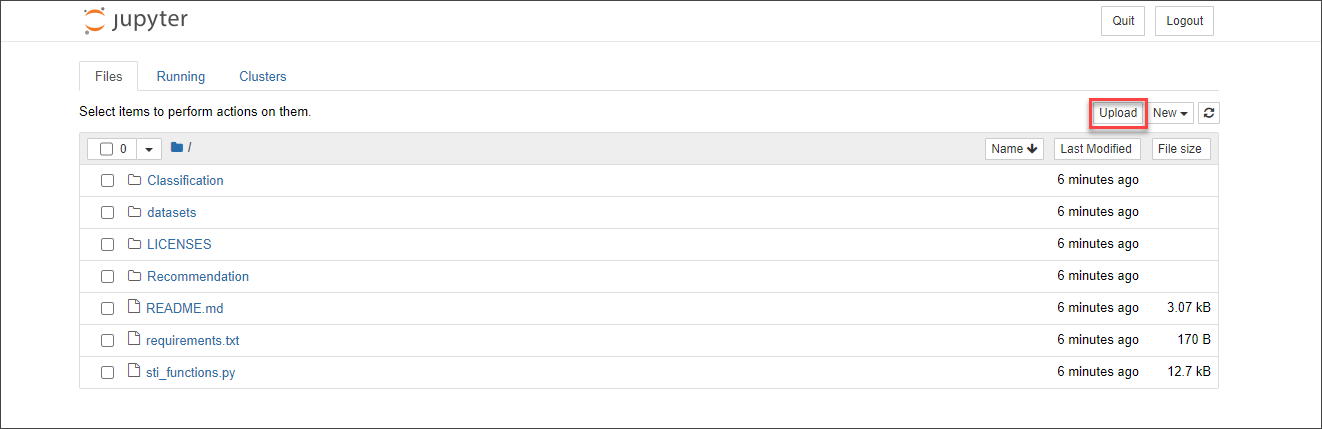 jupyter
Quit Logout
Files Running Clusters
Select items to perform actions on them.
Upload New
0 / Name Last Modified File size
Classification 6 minutes ago
datasets 6 minutes ago
LICENSES 6 minutes ago
Recommendation 6 minutes ago
README.md 6 minutes ago 3.07 kB
requirements.txt 6 minutes ago 170 B
sti_functions.py 6 minutes ago 12.7 kB